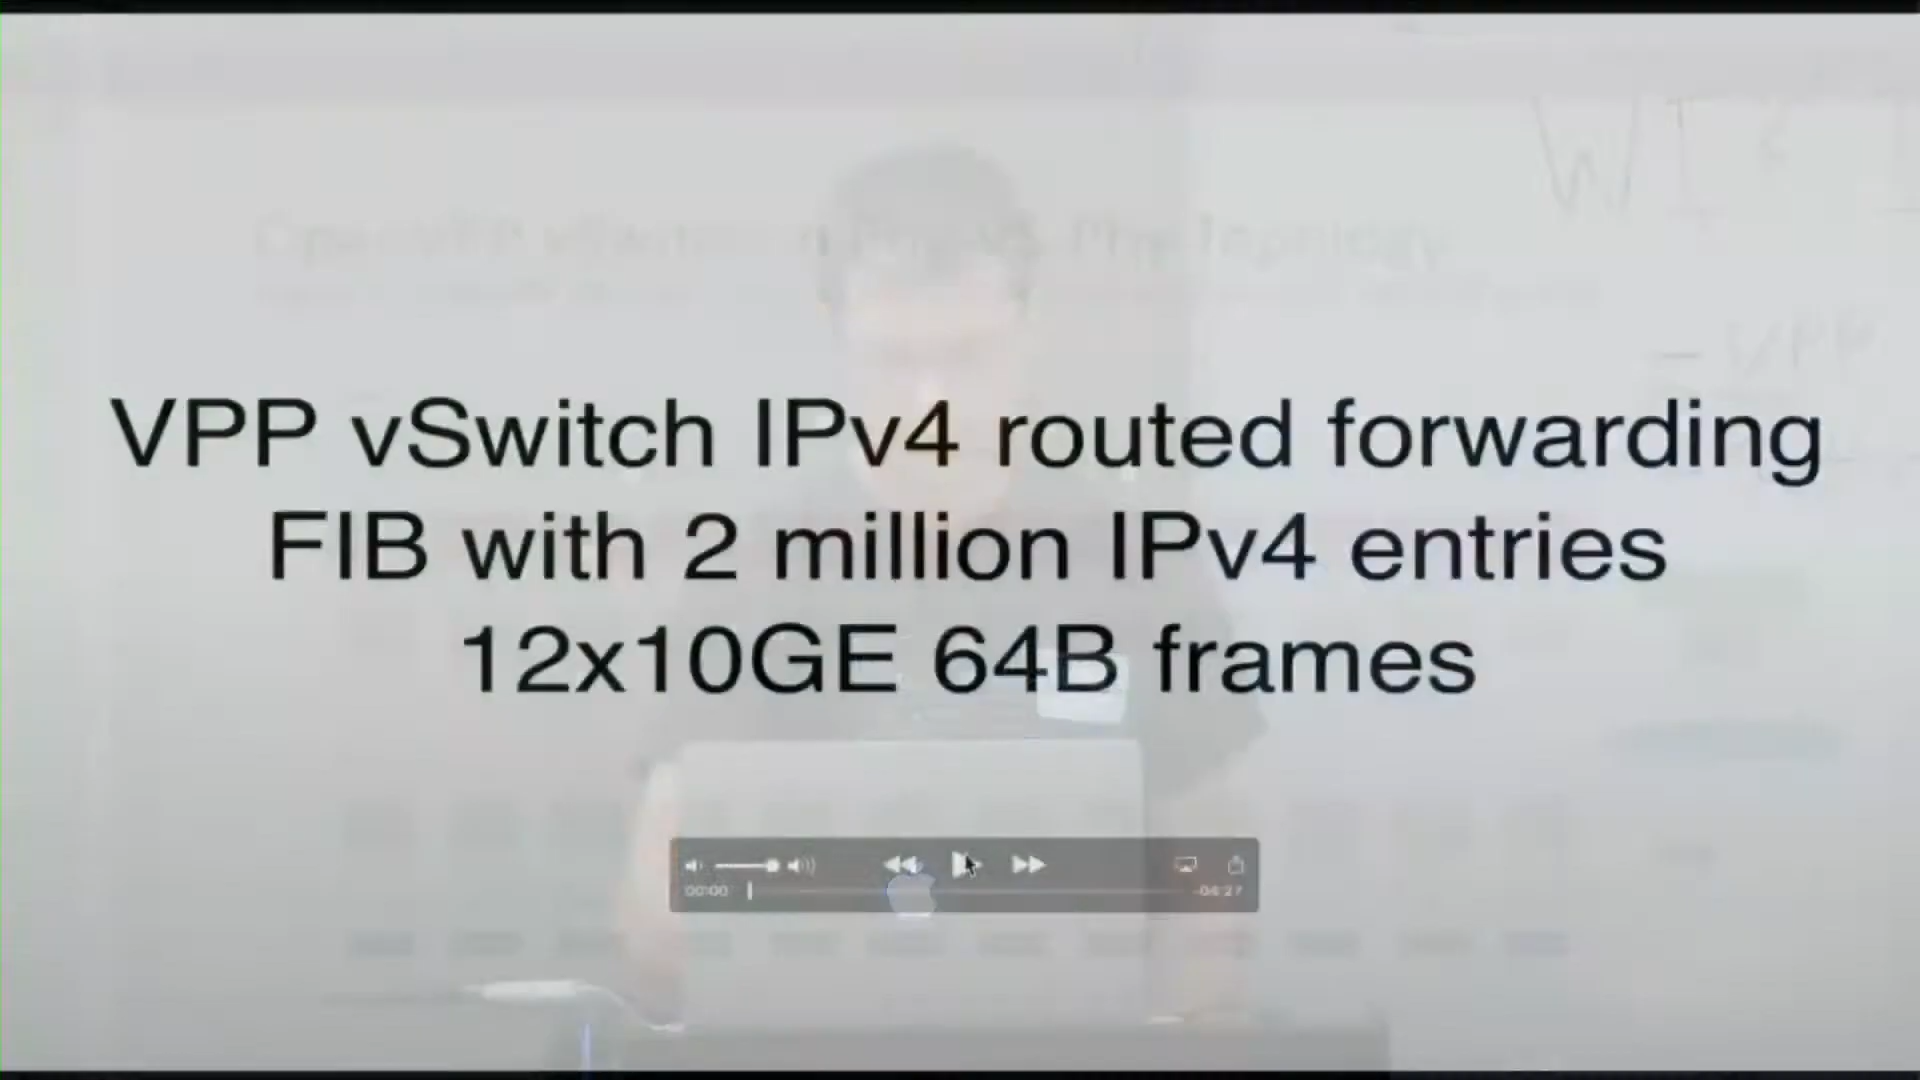 VPP vSwitch IPv4 routed forwarding
FIB with 2 million IPv4 entries
12x10GE 64B frames
00:00
-04:27